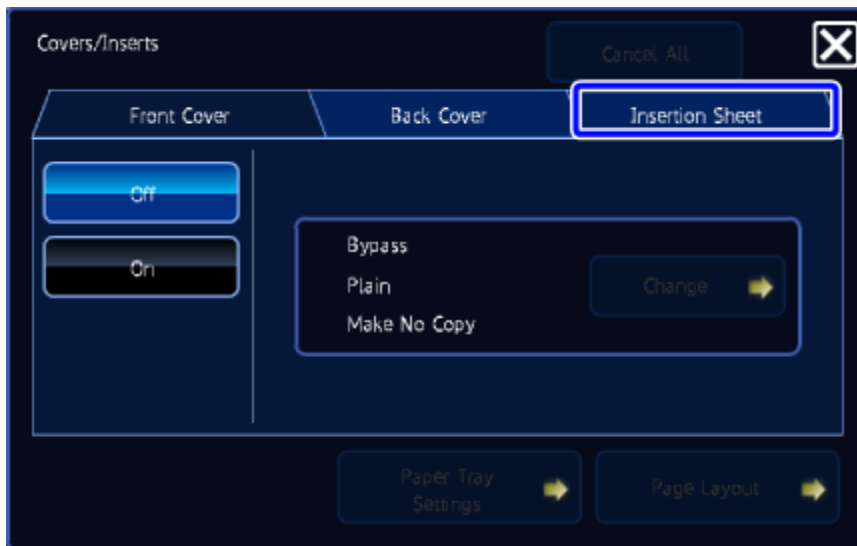 Covers/Inserts
Cancel All
Front Cover
Back Cover
Insertion Sheet
Off
On
Bypass
Plain
Make No Copy
Change
Paper Tray
Settings
Page Layout